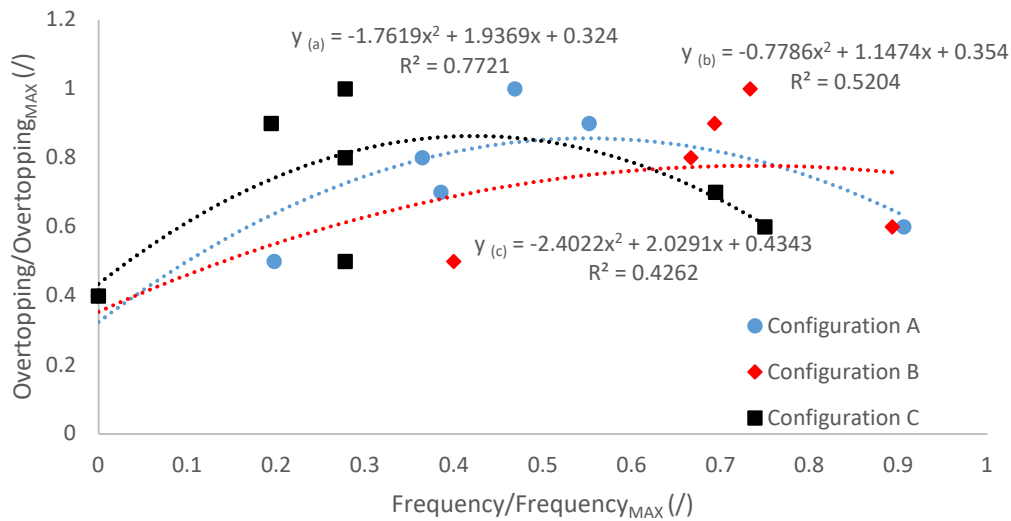 y (a) = -1.7619x² + 1.9369x + 0.324
R² = 0.7721
y (b) = -0.7786x² + 1.1474x + 0.354
R² = 0.5204
y (c) = -2.4022x² + 2.0291x + 0.4343
R² = 0.4262
Overtopping/OvertoppingMAX (/)
1.2
1
0.8
0.6
0.4
0.2
0
Configuration A
Configuration B
Configuration C
0 0.1 0.2 0.3 0.4 0.5 0.6 0.7 0.8 0.9 1
Frequency/FrequencyMAX (/)